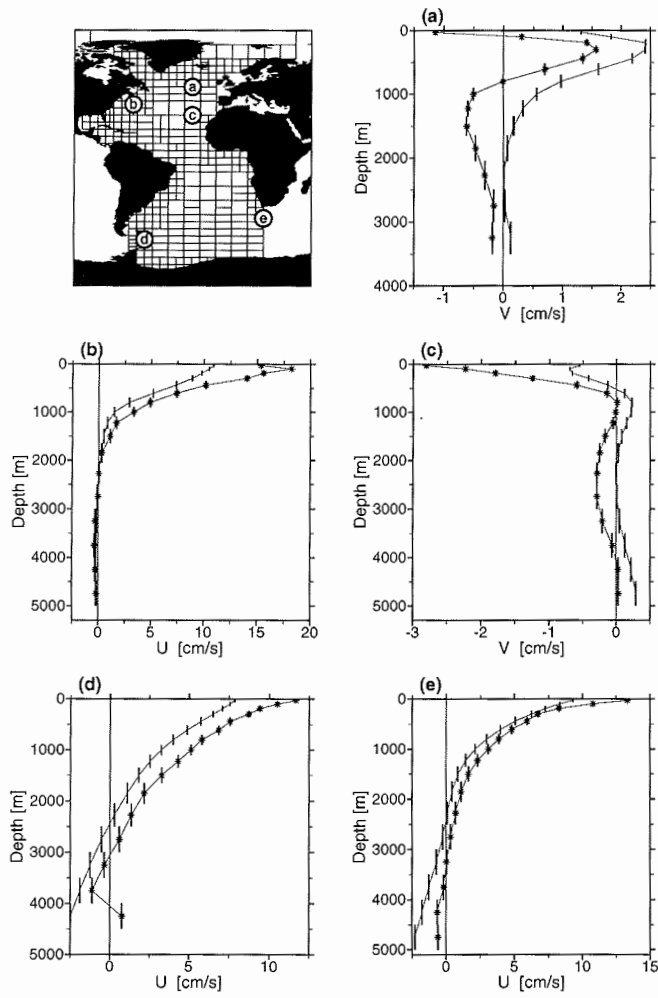 (a)
0
1000
2000
3000
4000
Depth [m]
-1 0 1 2
V [cm/s]
a
b
c
d
e
(b)
0
1000
2000
3000
4000
5000
Depth [m]
0 5 10 15 20
U [cm/s]
(c)
0
1000
2000
3000
4000
5000
Depth [m]
-3 -2 -1 0
V [cm/s]
(d)
0
1000
2000
3000
4000
5000
Depth [m]
0 5 10
U [cm/s]
(e)
0
1000
2000
3000
4000
5000
Depth [m]
0 5 10 15
U [cm/s]